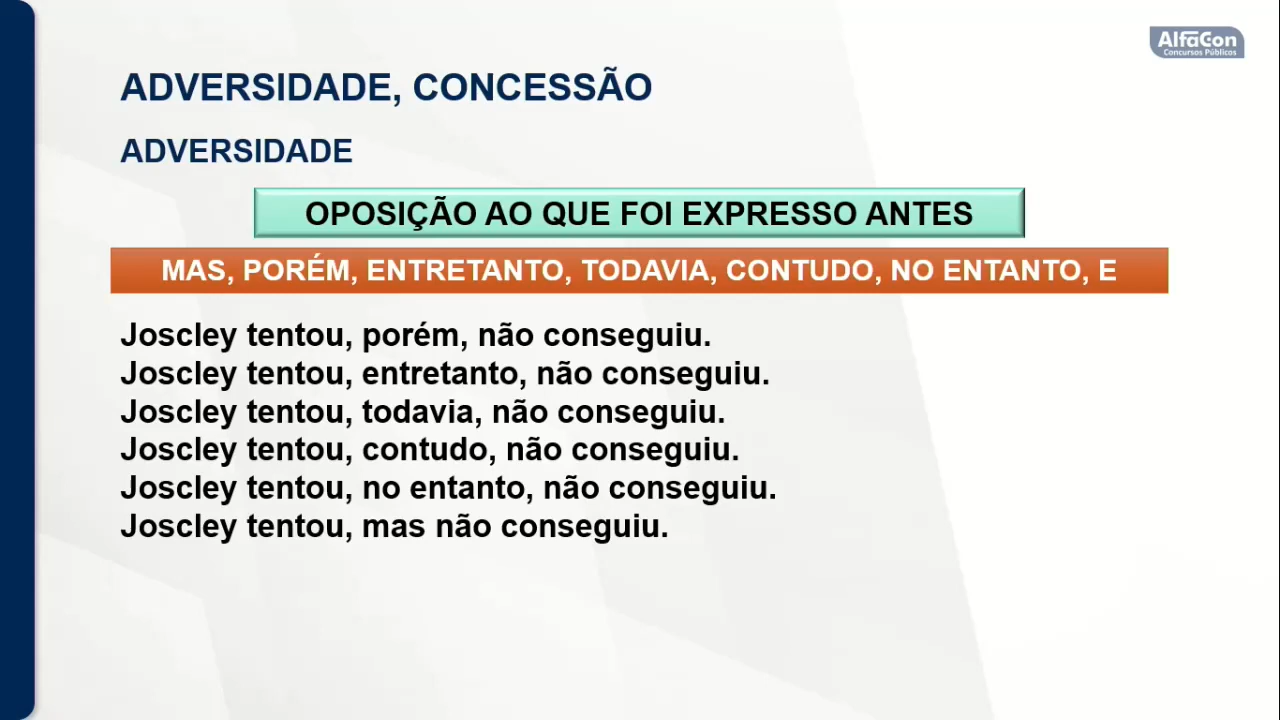 AlfaCon
Concursos Públicos
ADVERSIDADE, CONCESSÃO
ADVERSIDADE
OPOSIÇÃO AO QUE FOI EXPRESSO ANTES
MAS, PORÉM, ENTRETANTO, TODAVIA, CONTUDO, NO ENTANTO, E
Joscley tentou, porém, não conseguiu.
Joscley tentou, entretanto, não conseguiu.
Joscley tentou, todavia, não conseguiu.
Joscley tentou, contudo, não conseguiu.
Joscley tentou, no entanto, não conseguiu.
Joscley tentou, mas não conseguiu.